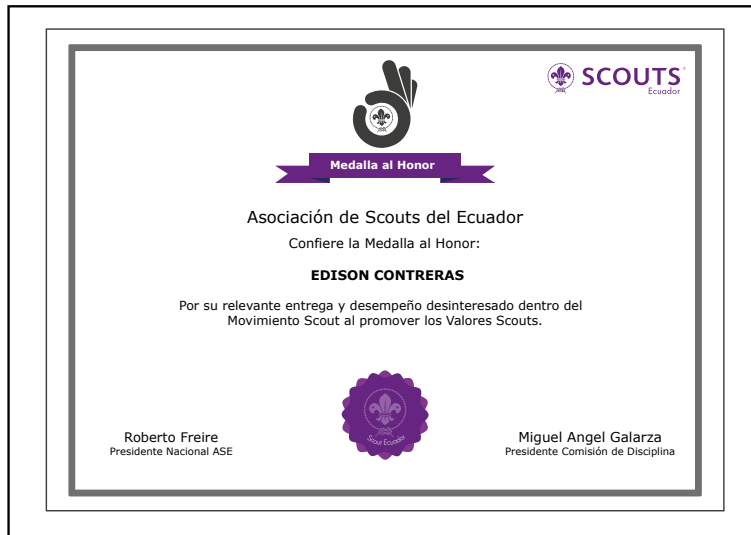 SCOUTS
Ecuador
Medalla al Honor
Asociación de Scouts del Ecuador
Confiere la Medalla al Honor:
EDISON CONTRERAS
Por su relevante entrega y desempeño desinteresado dentro del
Movimiento Scout al promover los Valores Scouts.
Scout Ecuador
Roberto Freire
Presidente Nacional ASE
Miguel Angel Galarza
Presidente Comisión de Disciplina